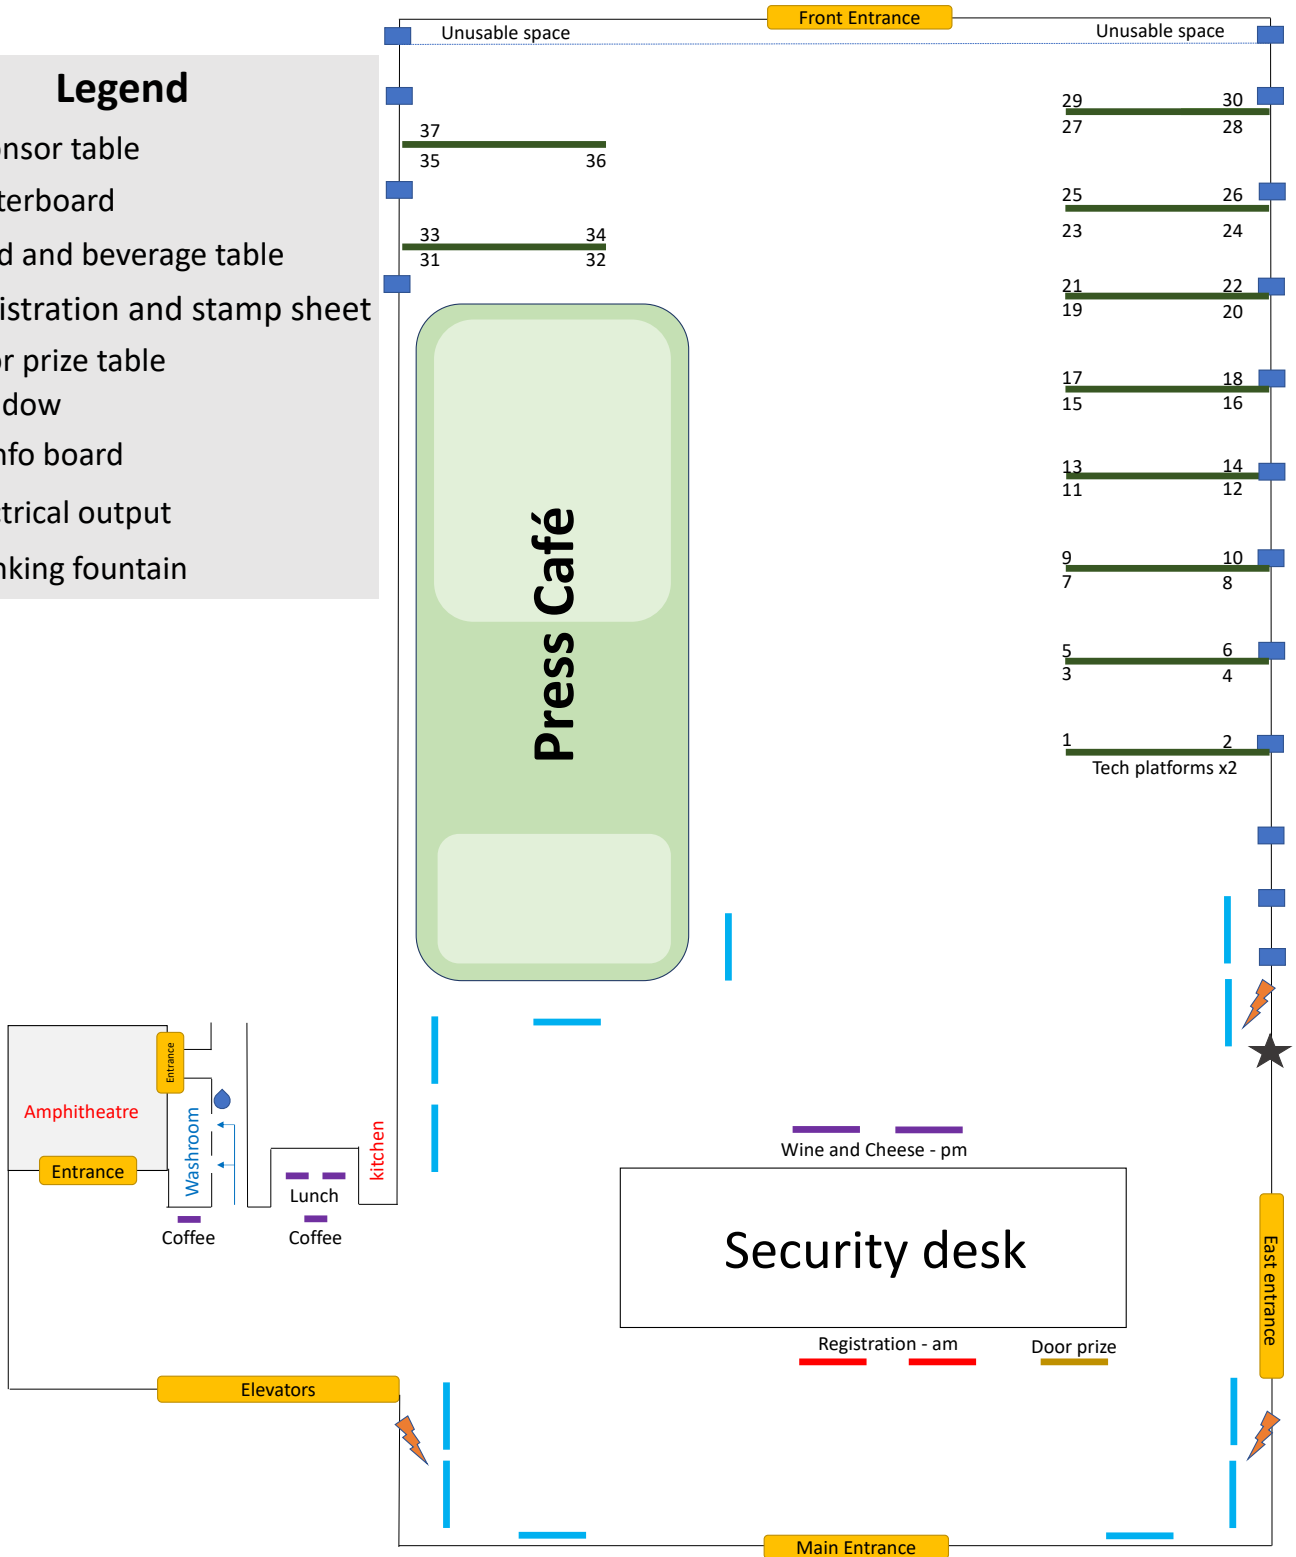 Front Entrance
Unusable space
Unusable space
Legend
onsor table
terboard
d and beverage table
istration and stamp sheet
or prize table
dow
nfo board
ctrical output
nking fountain
37
35 36
33 34
31 32
29 30
27 28
25 26
23 24
21 22
19 20
17 18
15 16
13 14
11 12
9 10
7 8
5 6
3 4
1 2
Tech platforms x2
Press Café
Amphitheatre
Entrance
Entrance
Washroom
kitchen
Lunch
Coffee
Coffee
Wine and Cheese - pm
Security desk
East entrance
Registration - am
Door prize
Elevators
Main Entrance